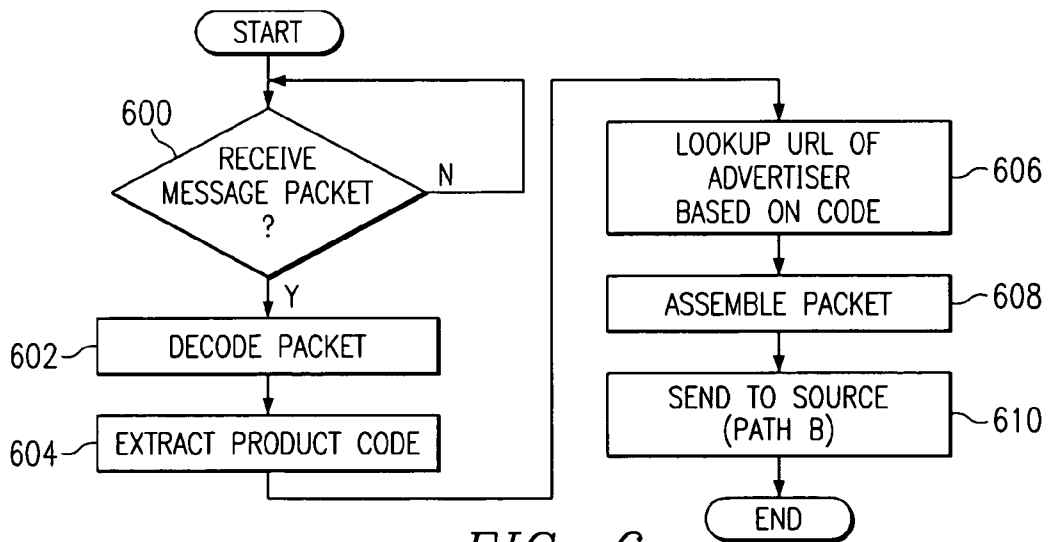 START
600
RECEIVE
MESSAGE PACKET
?
N
Y
602
DECODE PACKET
604
EXTRACT PRODUCT CODE
LOOKUP URL OF
ADVERTISER
BASED ON CODE
606
ASSEMBLE PACKET
608
SEND TO SOURCE
(PATH B)
610
END
FIG. 6